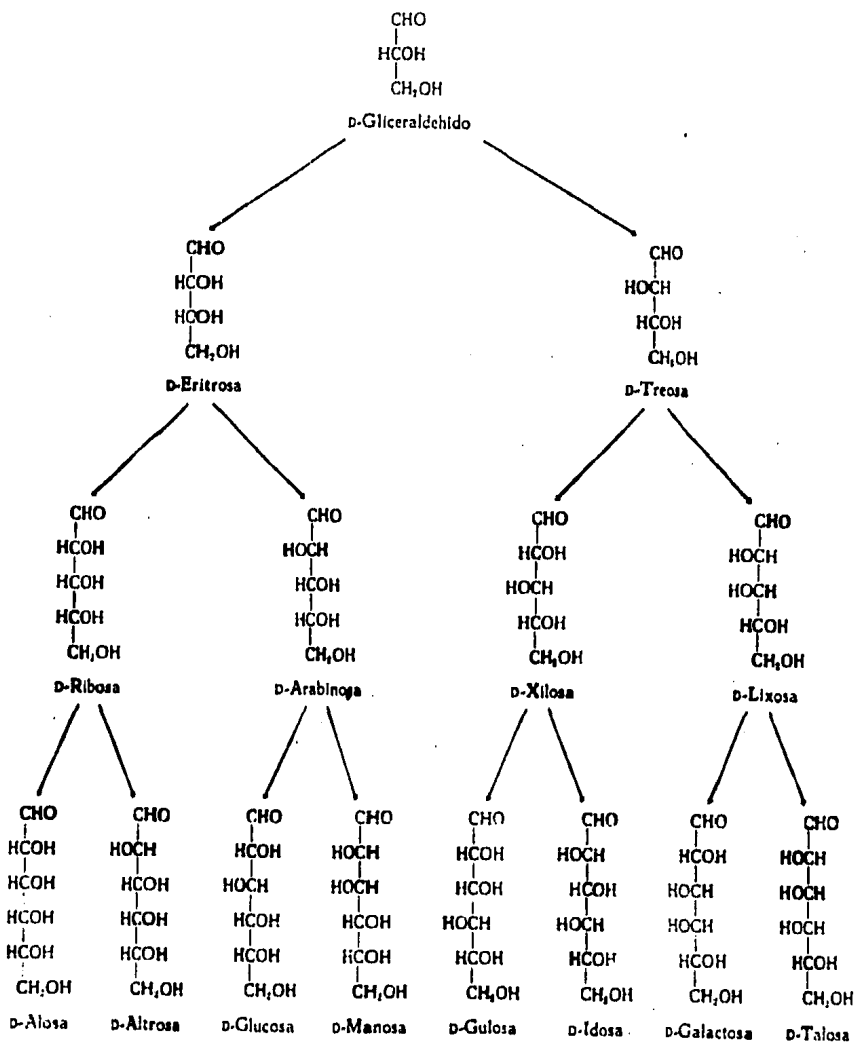 CHO
HCOH
CH₂OH
D-Gliceraldehido
CHO
HCOH
HCOH
CH₂OH
D-Eritrosa
CHO
HOCH
HCOH
CH₂OH
D-Treosa
CHO
HCOH
HCOH
HCOH
CH₂OH
D-Ribosa
CHO
HOCH
HCOH
HCOH
CH₂OH
D-Arabinosa
CHO
HCOH
HOCH
HCOH
CH₂OH
D-Xilosa
CHO
HOCH
HOCH
HCOH
CH₂OH
D-Lixosa
CHO
HCOH
HCOH
HCOH
HCOH
CH₂OH
D-Alosa
CHO
HOCH
HCOH
HCOH
HCOH
CH₂OH
D-Altrosa
CHO
HCOH
HOCH
HCOH
HCOH
CH₂OH
D-Glucosa
CHO
HOCH
HOCH
HCOH
HCOH
CH₂OH
D-Manosa
CHO
HCOH
HCOH
HOCH
HCOH
CH₂OH
D-Gulosa
CHO
HOCH
HCOH
HOCH
HCOH
CH₂OH
D-Idosa
CHO
HCOH
HOCH
HOCH
HCOH
CH₂OH
D-Galactosa
CHO
HOCH
HOCH
HOCH
HCOH
CH₂OH
D-Talosa